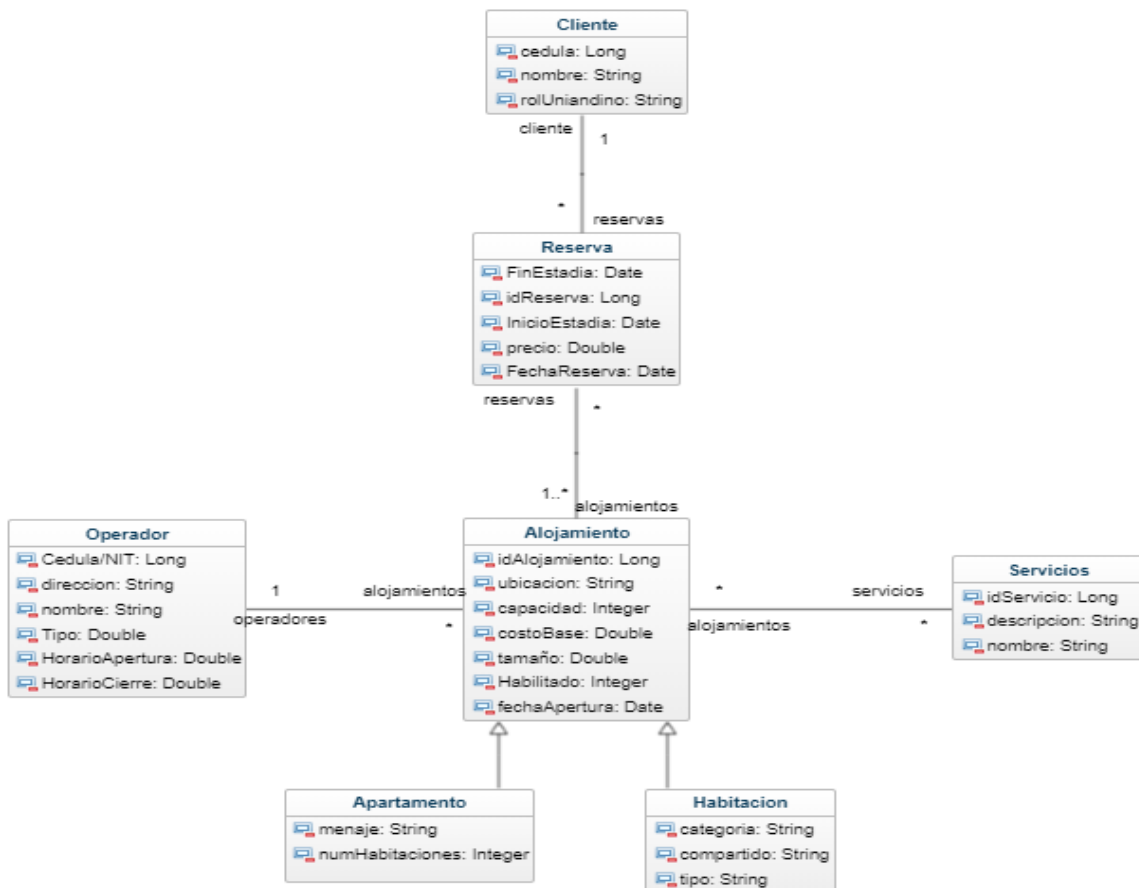 Cliente
cedula: Long
nombre: String
rolUniandino: String
cliente
1
*
reservas
Reserva
FinEstadia: Date
idReserva: Long
InicioEstadia: Date
precio: Double
FechaReserva: Date
reservas
*
1..*
alojamientos
Operador
Cedula/NIT: Long
direccion: String
nombre: String
Tipo: Double
HorarioApertura: Double
HorarioCierre: Double
1
operadores
alojamientos
*
Alojamiento
idAlojamiento: Long
ubicacion: String
capacidad: Integer
costoBase: Double
tamaño: Double
Habilitado: Integer
fechaApertura: Date
*
alojamientos
servicios
*
Servicios
idServicio: Long
descripcion: String
nombre: String
Apartamento
menaje: String
numHabitaciones: Integer
Habitacion
categoria: String
compartido: String
tipo: String